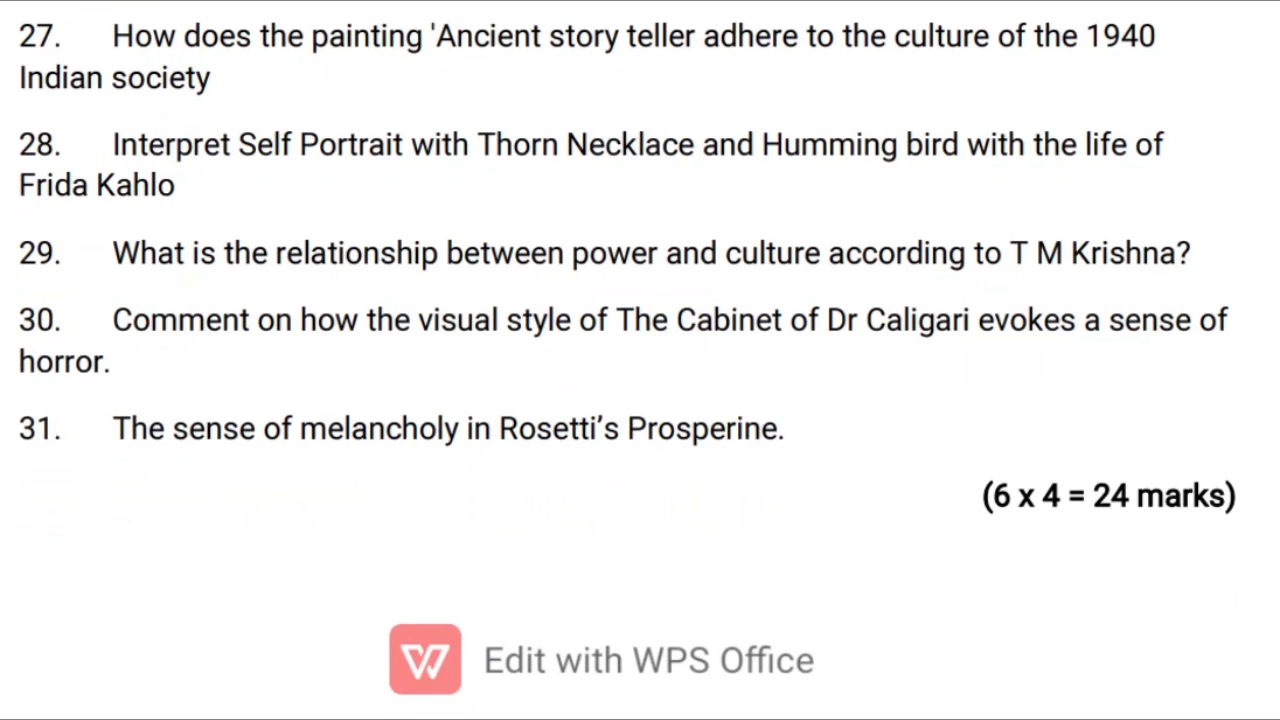 27. How does the painting 'Ancient story teller adhere to the culture of the 1940
Indian society
28. Interpret Self Portrait with Thorn Necklace and Humming bird with the life of
Frida Kahlo
29. What is the relationship between power and culture according to T M Krishna?
30. Comment on how the visual style of The Cabinet of Dr Caligari evokes a sense of
horror.
31. The sense of melancholy in Rosetti’s Prosperine.
(6 x 4 = 24 marks)
Edit with WPS Office